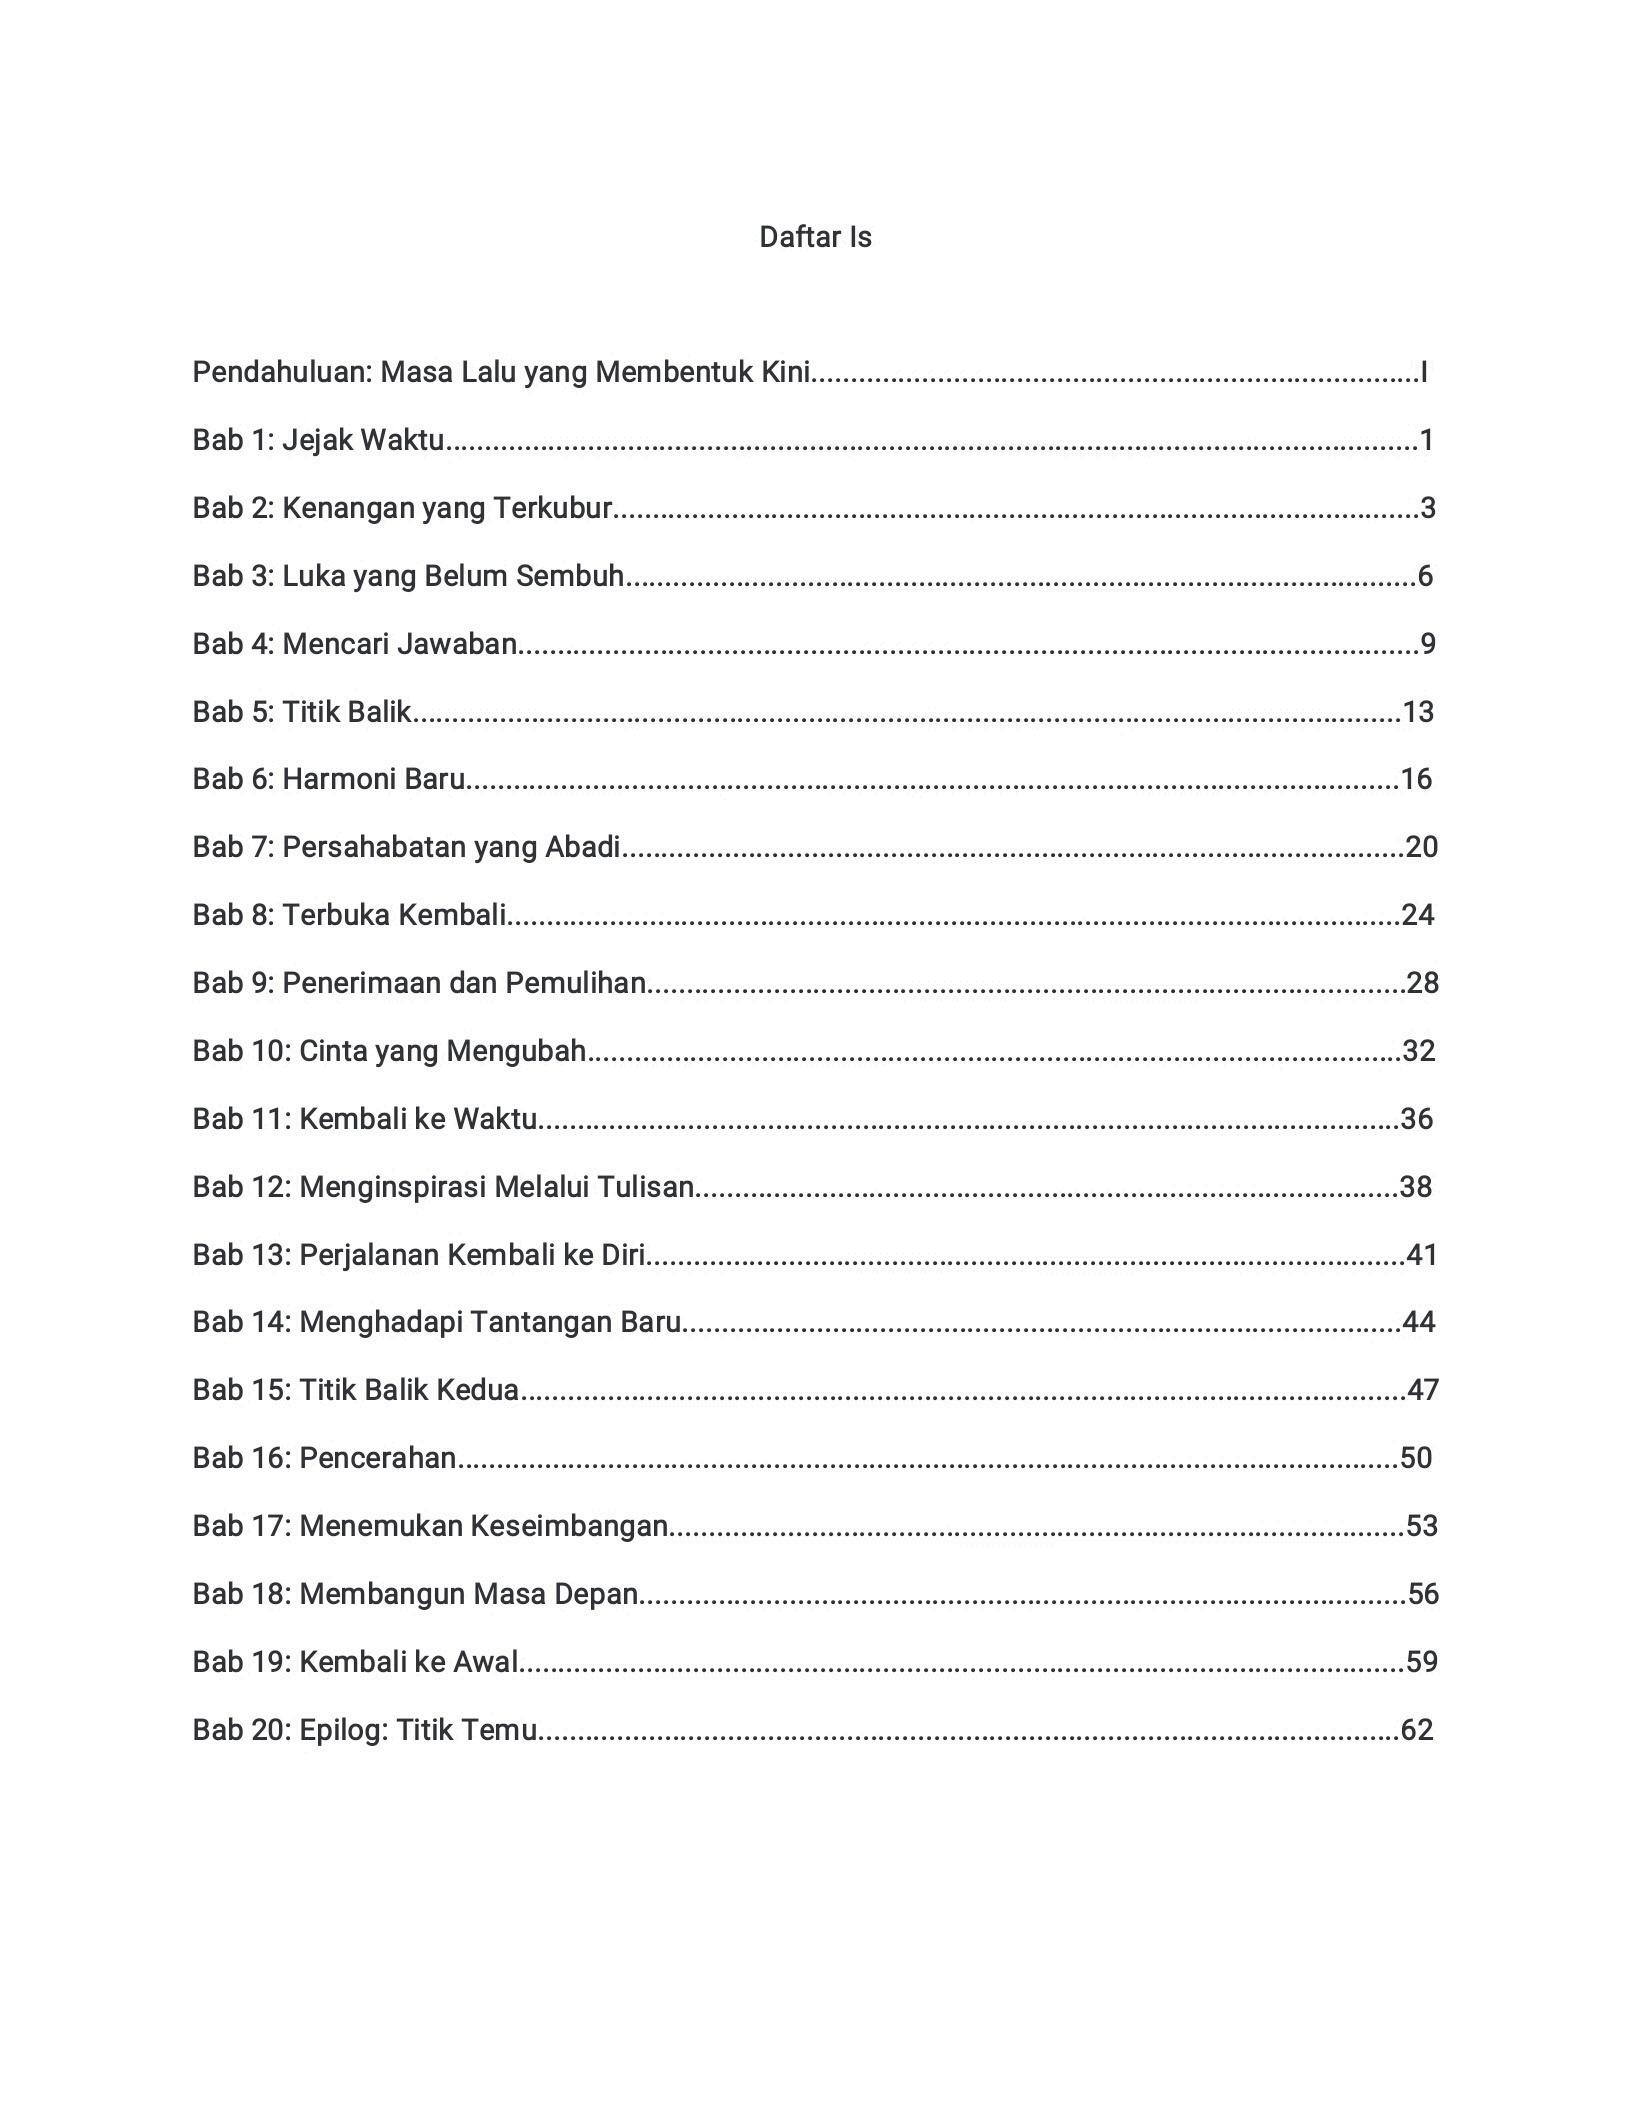 Daftar Is
Pendahuluan: Masa Lalu yang Membentuk Kini.............................................................................I
Bab 1: Jejak Waktu...........................................................................................................................1
Bab 2: Kenangan yang Terkubur......................................................................................................3
Bab 3: Luka yang Belum Sembuh....................................................................................................6
Bab 4: Mencari Jawaban..................................................................................................................9
Bab 5: Titik Balik.............................................................................................................................13
Bab 6: Harmoni Baru......................................................................................................................16
Bab 7: Persahabatan yang Abadi...................................................................................................20
Bab 8: Terbuka Kembali.................................................................................................................24
Bab 9: Penerimaan dan Pemulihan................................................................................................28
Bab 10: Cinta yang Mengubah.......................................................................................................32
Bab 11: Kembali ke Waktu.............................................................................................................36
Bab 12: Menginspirasi Melalui Tulisan.........................................................................................38
Bab 13: Perjalanan Kembali ke Diri................................................................................................41
Bab 14: Menghadapi Tantangan Baru...........................................................................................44
Bab 15: Titik Balik Kedua................................................................................................................47
Bab 16: Pencerahan.......................................................................................................................50
Bab 17: Menemukan Keseimbangan.............................................................................................53
Bab 18: Membangun Masa Depan.................................................................................................56
Bab 19: Kembali ke Awal................................................................................................................59
Bab 20: Epilog: Titik Temu.............................................................................................................62